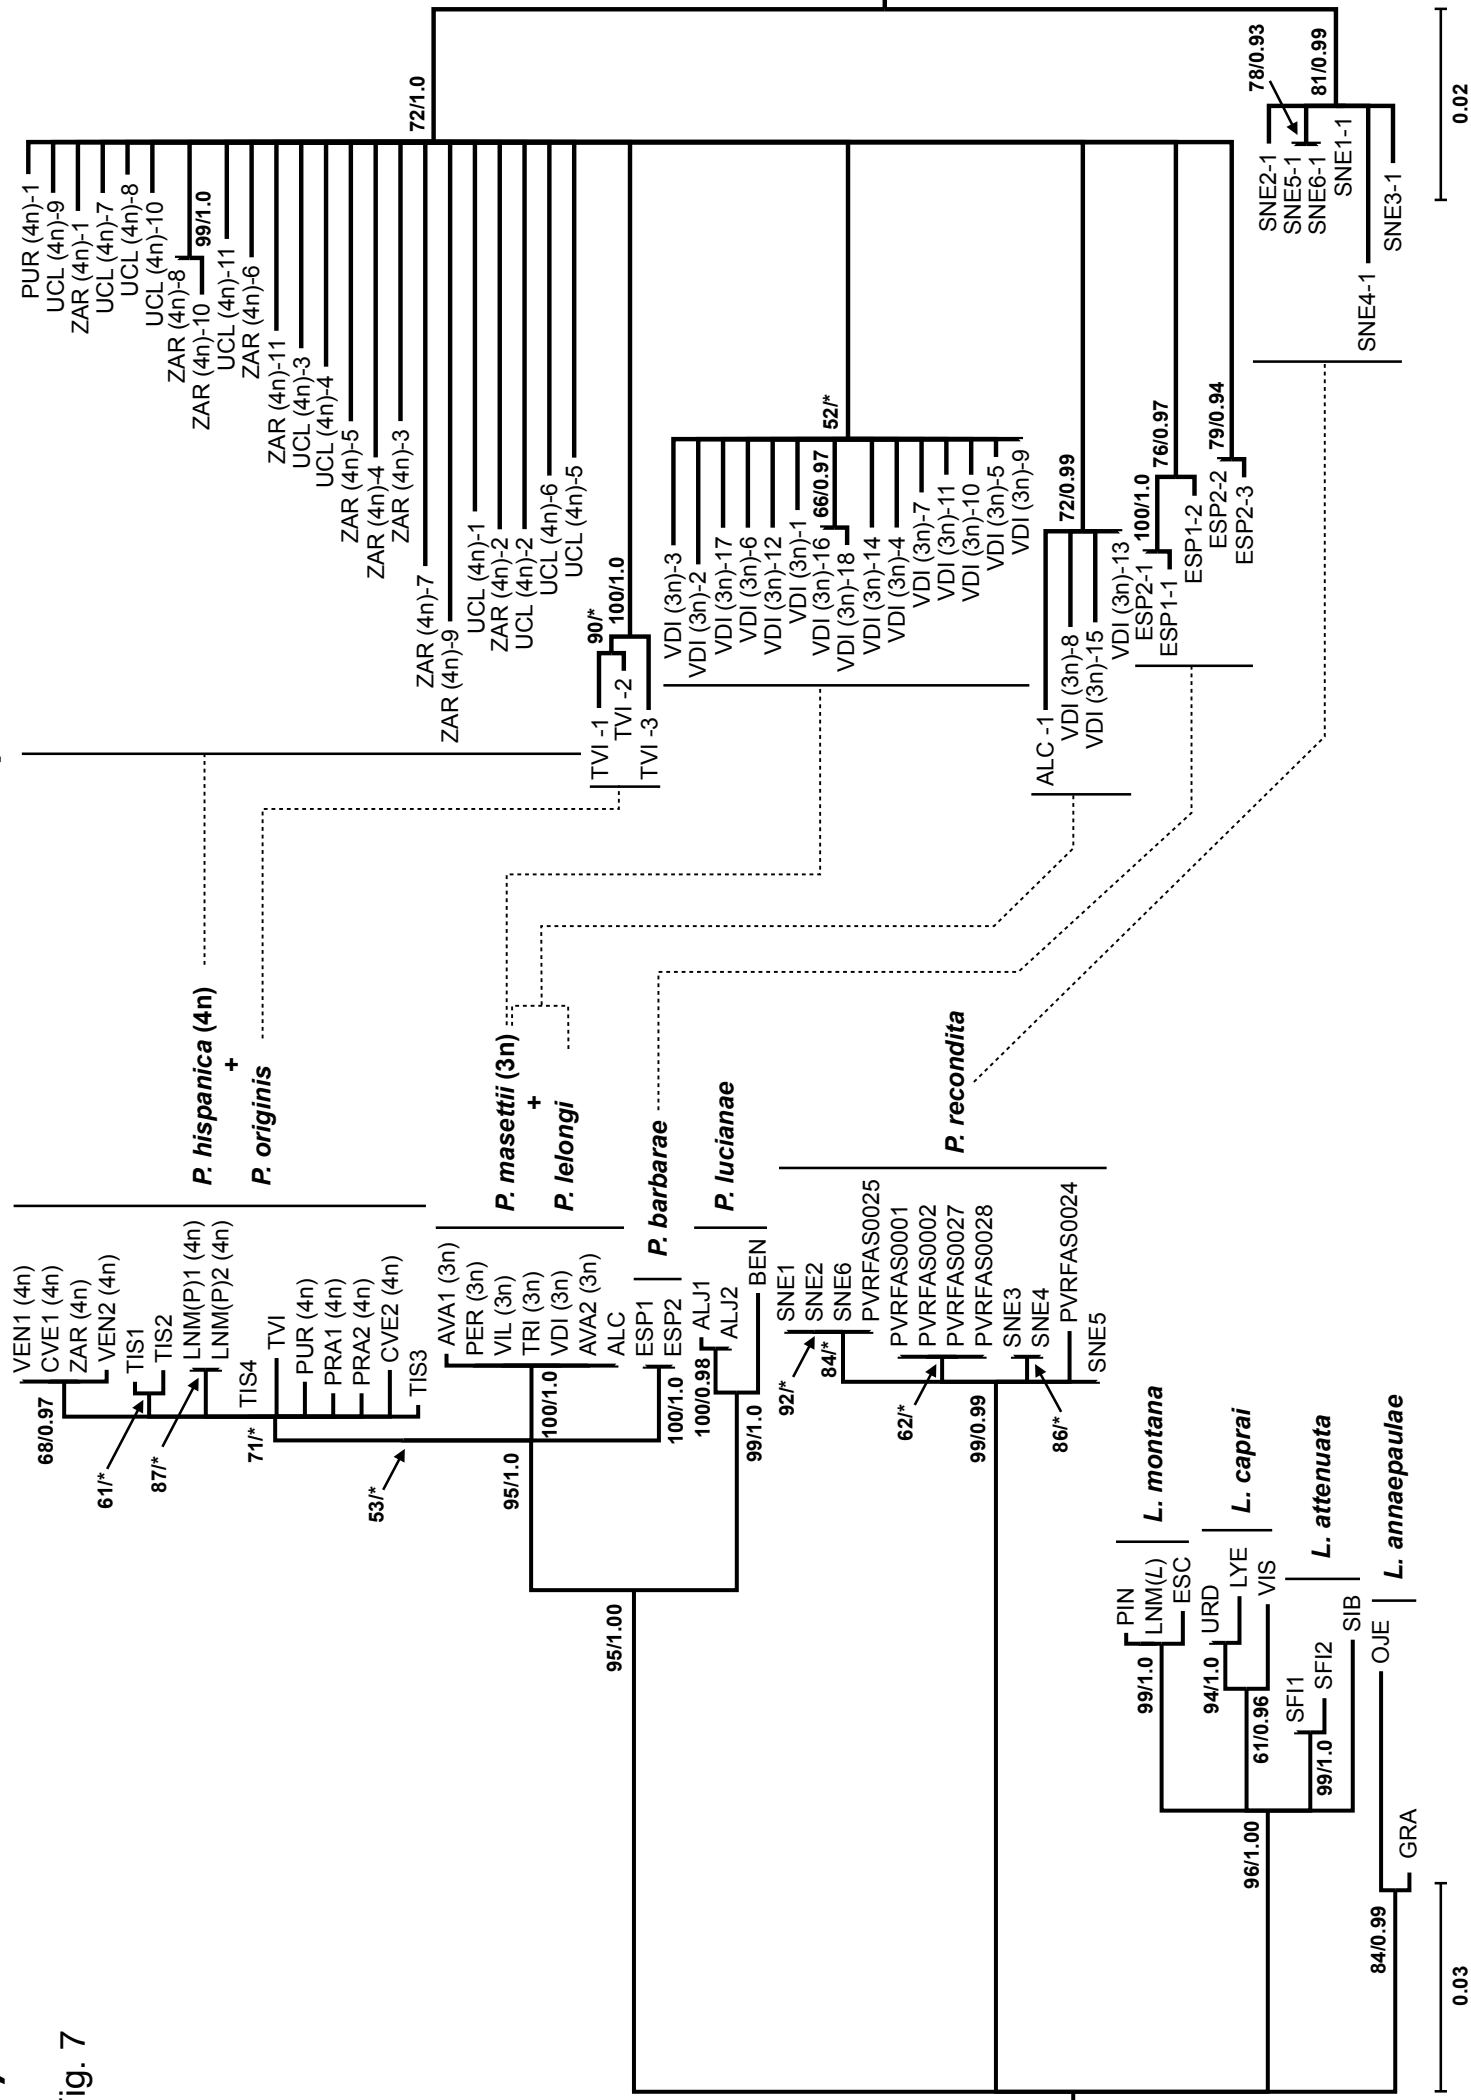 Fig. 7
VEN1 (4n)
CVE1 (4n)
ZAR (4n)
VEN2 (4n)
68/0.97
TIS1
TIS2
61/*
LNM(P)1 (4n)
LNM(P)2 (4n)
87/*
TIS4
TVI
71/*
PUR (4n)
PRA1 (4n)
PRA2 (4n)
CVE2 (4n)
TIS3
53/*
P. hispanica (4n)
+
P. originis
AVA1 (3n)
PER (3n)
VIL (3n)
TRI (3n)
VDI (3n)
AVA2 (3n)
ALC
100/1.0
95/1.0
P. masettii (3n)
+
P. lelongi
ESP1
ESP2
100/1.0
P. barbarae
ALJ1
ALJ2
100/0.98
BEN
99/1.0
P. lucianae
95/1.00
SNE1
SNE2
SNE6
92/*
PVRFAS0025
84/*
PVRFAS0001
PVRFAS0002
PVRFAS0027
PVRFAS0028
62/*
99/0.99
SNE3
SNE4
86/*
PVRFAS0024
SNE5
P. recondita
PIN
LNM(L)
ESC
99/1.0
L. montana
URD
LYE
VIS
94/1.0
61/0.96
L. caprai
SFI1
SFI2
99/1.0
SIB
L. attenuata
96/1.00
OJE
GRA
84/0.99
L. annaepaulae
0.03
PUR (4n)-1
UCL (4n)-9
ZAR (4n)-1
UCL (4n)-7
UCL (4n)-8
UCL (4n)-10
ZAR (4n)-8
ZAR (4n)-10
99/1.0
UCL (4n)-11
ZAR (4n)-6
ZAR (4n)-11
UCL (4n)-3
UCL (4n)-4
ZAR (4n)-5
ZAR (4n)-4
ZAR (4n)-3
72/1.0
ZAR (4n)-7
ZAR (4n)-9
UCL (4n)-1
ZAR (4n)-2
UCL (4n)-2
UCL (4n)-6
UCL (4n)-5
TVI -1
TVI -2
TVI -3
90/*
100/1.0
VDI (3n)-3
VDI (3n)-2
VDI (3n)-17
VDI (3n)-6
VDI (3n)-12
VDI (3n)-1
VDI (3n)-16
VDI (3n)-18
66/0.97
52/*
VDI (3n)-14
VDI (3n)-4
VDI (3n)-7
VDI (3n)-11
VDI (3n)-10
VDI (3n)-5
VDI (3n)-9
ALC -1
VDI (3n)-8
VDI (3n)-15
VDI (3n)-13
72/0.99
ESP2-1
ESP1-1
100/1.0
ESP1-2
76/0.97
ESP2-2
ESP2-3
79/0.94
SNE2-1
SNE5-1
SNE6-1
78/0.93
SNE1-1
81/0.99
SNE4-1
SNE3-1
0.02